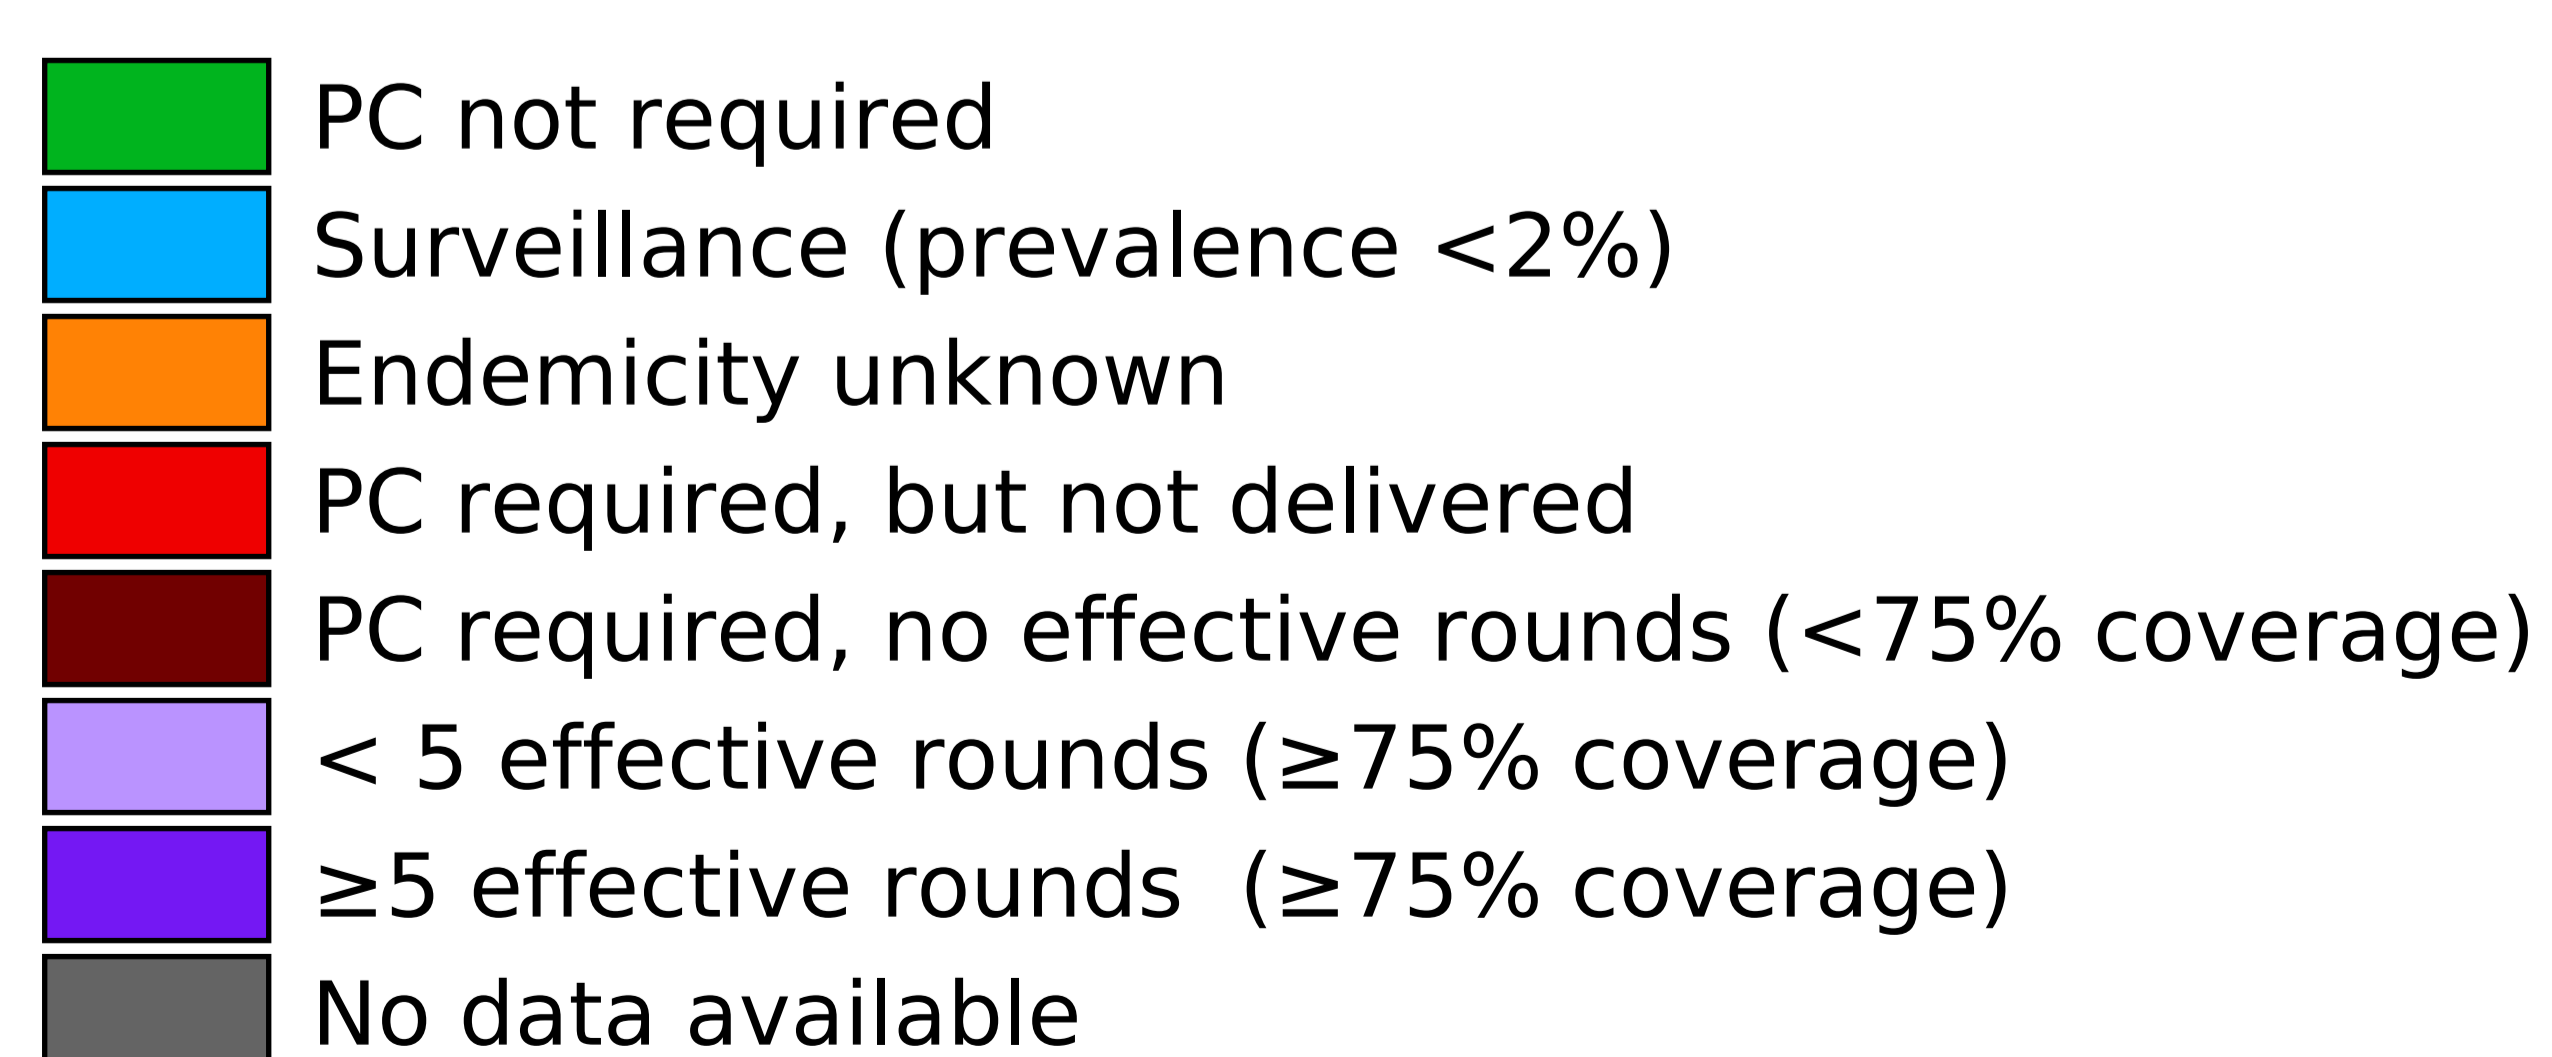 PC not required
Surveillance (prevalence <2%)
Endemicity unknown
PC required, but not delivered
PC required, no effective rounds (<75% coverage)
< 5 effective rounds (≥75% coverage)
≥5 effective rounds  (≥75% coverage)
No data available